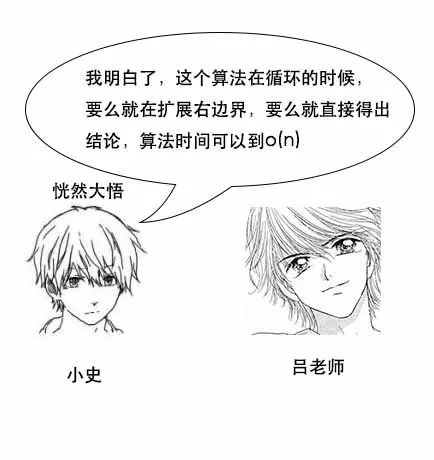 我明白了，这个算法在循环的时候，
要么就在扩展右边界，要么就直接得出
结论，算法时间可以到o(n)
恍然大悟
小史
吕老师